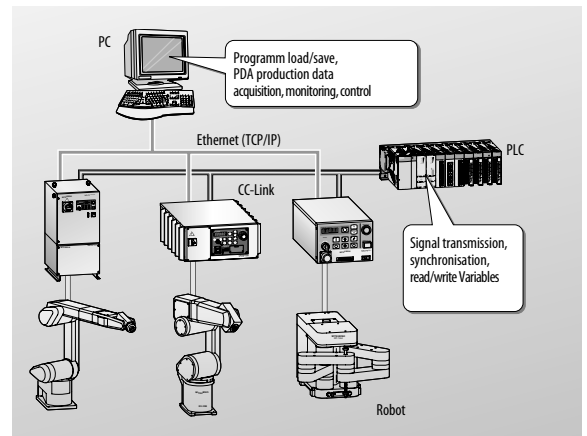 PC
Programm load/save,
PDA production data
acquisition, monitoring, control
Ethernet (TCP/IP)
PLC
CC-Link
Signal transmission,
synchronisation,
read/write Variables
Robot